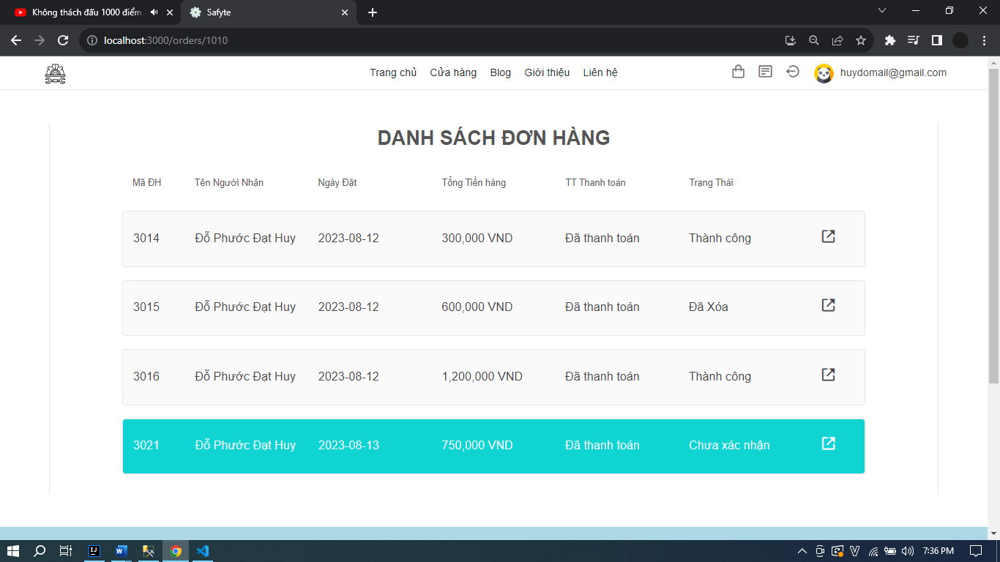 Không thách đấu 1000 điểm
Safyte
localhost:3000/orders/1010
Trang chủ Cửa hàng Blog Giới thiệu Liên hệ huydomail@gmail.com
DANH SÁCH ĐƠN HÀNG
Mã ĐH Tên Người Nhận Ngày Đặt Tổng Tiền hàng TT Thanh toán Trạng Thái
3014 Đỗ Phước Đạt Huy 2023-08-12 300,000 VND Đã thanh toán Thành công
3015 Đỗ Phước Đạt Huy 2023-08-12 600,000 VND Đã thanh toán Đã Xóa
3016 Đỗ Phước Đạt Huy 2023-08-12 1,200,000 VND Đã thanh toán Thành công
3021 Đỗ Phước Đạt Huy 2023-08-13 750,000 VND Đã thanh toán Chưa xác nhận
7:36 PM